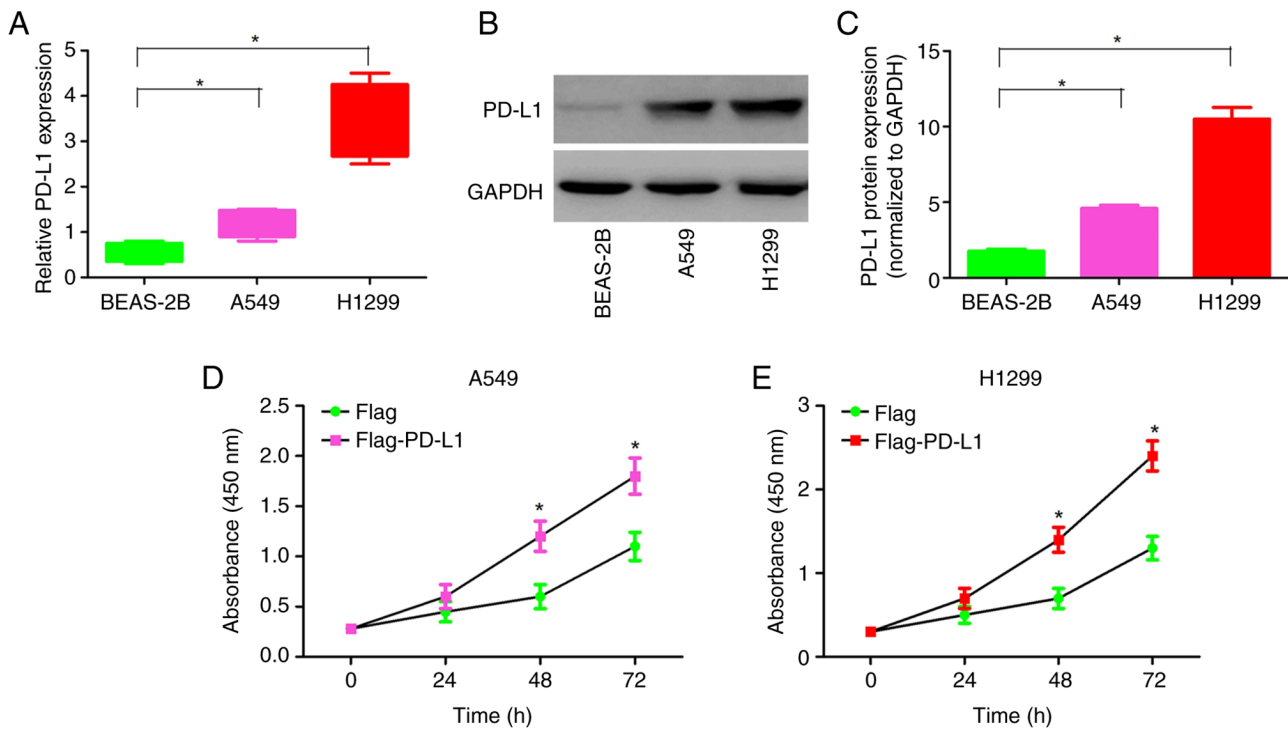 A
Relative PD-L1 expression
5
4
3
2
1
0
*
*
BEAS-2B A549 H1299
B
PD-L1
GAPDH
BEAS-2B
A549
H1299
C
PD-L1 protein expression
(normalized to GAPDH)
15
10
5
0
*
*
BEAS-2B A549 H1299
D
A549
Absorbance (450 nm)
2.5
2.0
1.5
1.0
0.5
0.0
Flag
Flag-PD-L1
*
*
0 24 48 72
Time (h)
E
H1299
Absorbance (450 nm)
3
2
1
0
Flag
Flag-PD-L1
*
*
0 24 48 72
Time (h)